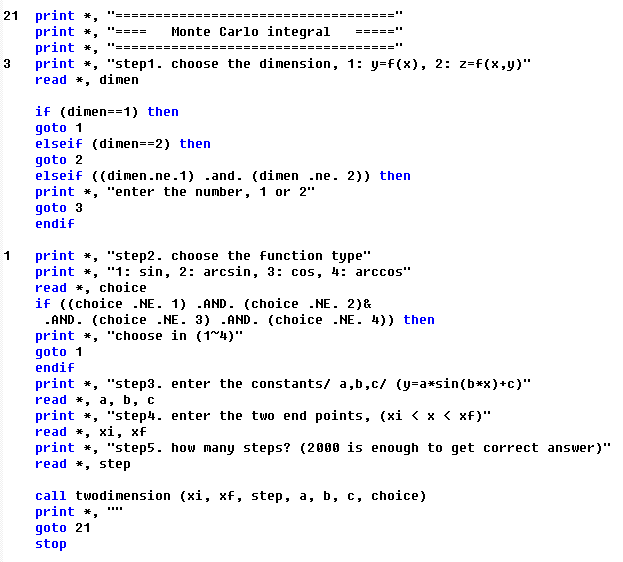 21  print *, "==================================="
    print *, "====   Monte Carlo integral   ====="
    print *, "==================================="
3   print *, "step1. choose the dimension, 1: y=f(x), 2: z=f(x,y)"
    read *, dimen

    if (dimen==1) then
    goto 1
    elseif (dimen==2) then
    goto 2
    elseif ((dimen.ne.1) .and. (dimen .ne. 2)) then
    print *, "enter the number, 1 or 2"
    goto 3
    endif

1   print *, "step2. choose the function type"
    print *, "1: sin, 2: arcsin, 3: cos, 4: arccos"
    read *, choice
    if ((choice .NE. 1) .AND. (choice .NE. 2)&
     .AND. (choice .NE. 3) .AND. (choice .NE. 4)) then
    print *, "choose in (1~4)"
    goto 1
    endif
    print *, "step3. enter the constants/ a,b,c/ (y=a*sin(b*x)+c)"
    read *, a, b, c
    print *, "step4. enter the two end points, (xi < x < xf)"
    read *, xi, xf
    print *, "step5. how many steps? (2000 is enough to get correct answer)"
    read *, step

    call twodimension (xi, xf, step, a, b, c, choice)
    print *, ""
    goto 21
    stop